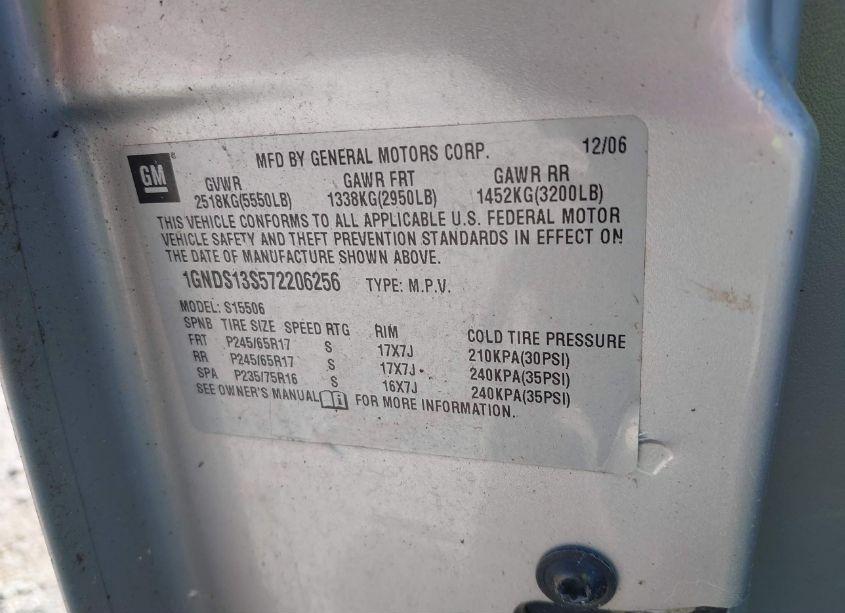 GM ®
MFD BY GENERAL MOTORS CORP. 12/06
GVWR GAWR FRT GAWR RR
2518KG(5550LB) 1338KG(2950LB) 1452KG(3200LB)
THIS VEHICLE CONFORMS TO ALL APPLICABLE U.S. FEDERAL MOTOR
VEHICLE SAFETY AND THEFT PREVENTION STANDARDS IN EFFECT ON
THE DATE OF MANUFACTURE SHOWN ABOVE.
1GNDS13S572206256 TYPE: M.P.V.
MODEL: S15506
SPNB TIRE SIZE SPEED RTG RIM COLD TIRE PRESSURE
FRT P245/65R17 S 17X7J 210KPA(30PSI)
RR P245/65R17 S 17X7J 240KPA(35PSI)
SPA P235/75R16 S 16X7J 240KPA(35PSI)
SEE OWNER'S MANUAL FOR MORE INFORMATION.